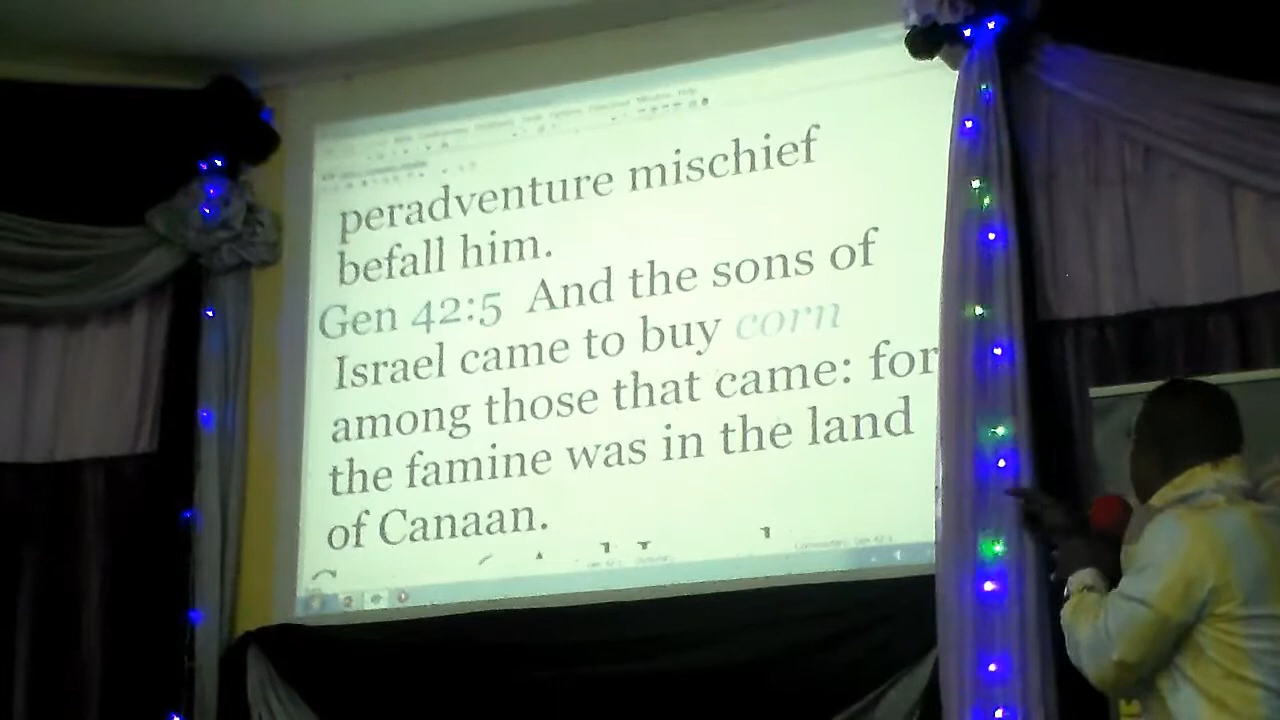 peradventure mischief
befall him.
Gen 42:5 And the sons of
Israel came to buy corn
among those that came: for
the famine was in the land
of Canaan.